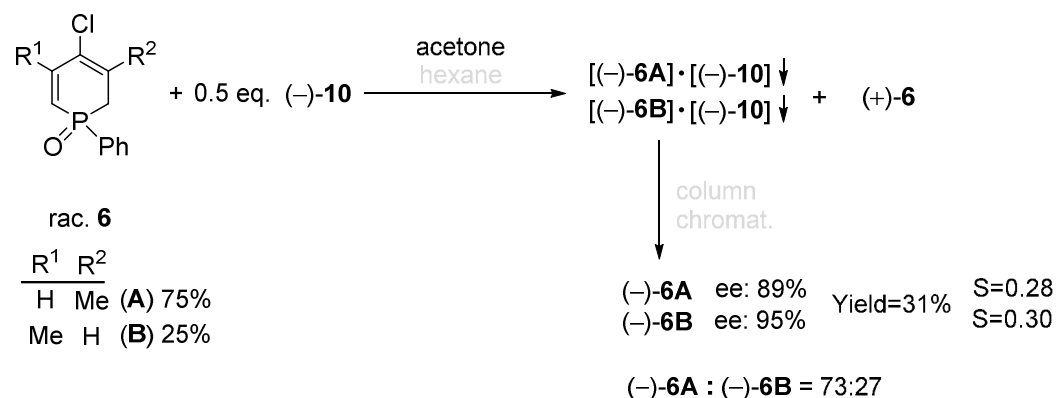 Cl
R¹ R²
P
O Ph
+ 0.5 eq. (–)-10
acetone
hexane
[(–)-6A]·[(–)-10]↓
[(–)-6B]·[(–)-10]↓
+ (+)-6
column
chromat.
rac. 6
R¹ R²
H Me (A) 75%
Me H (B) 25%
(–)-6A ee: 89%
(–)-6B ee: 95%
Yield=31%
S=0.28
S=0.30
(–)-6A : (–)-6B = 73:27